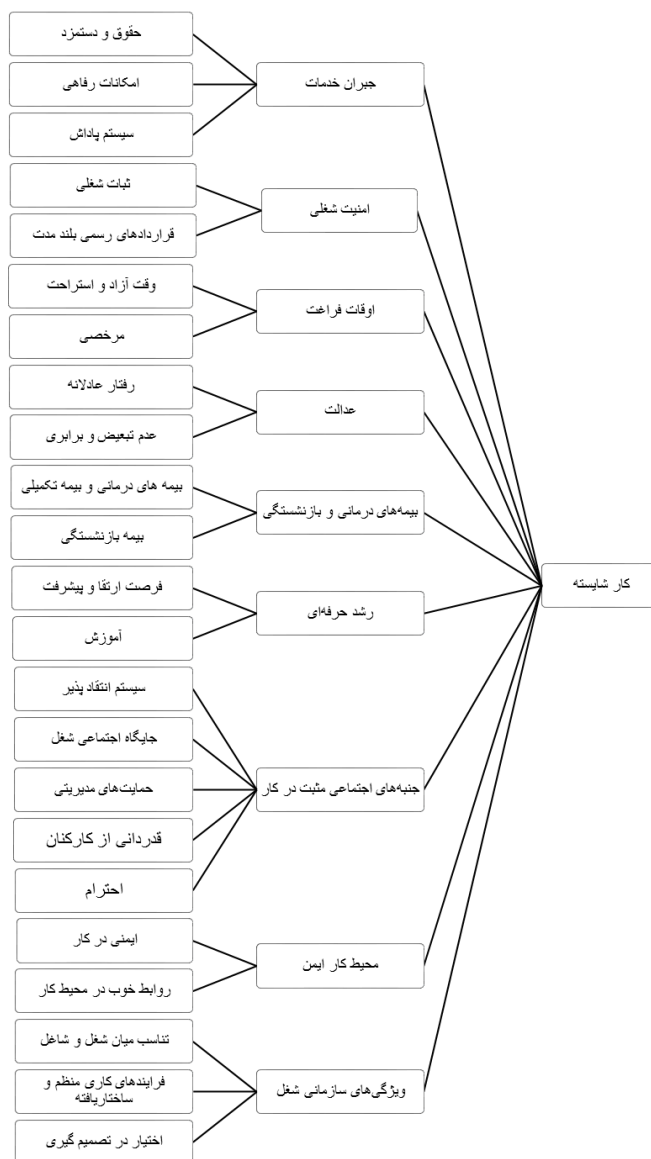 کار شایسته
جبران خدمات
حقوق و دستمزد
امکانات رفاهی
سیستم پاداش
امنیت شغلی
ثبات شغلی
قراردادهای رسمی بلند مدت
اوقات فراغت
وقت آزاد و استراحت
مرخصی
عدالت
رفتار عادلانه
عدم تبعیض و برابری
بیمه‌های درمانی و بازنشستگی
بیمه های درمانی و بیمه تکمیلی
بیمه بازنشستگی
رشد حرفه‌ای
فرصت ارتقا و پیشرفت
آموزش
جنبه‌های اجتماعی مثبت در کار
سیستم انتقاد پذیر
جایگاه اجتماعی شغل
حمایت‌های مدیریتی
قدردانی از کارکنان
احترام
محیط کار ایمن
ایمنی در کار
روابط خوب در محیط کار
ویژگی‌های سازمانی شغل
تناسب میان شغل و شاغل
فرایندهای کاری منظم و
ساختاریافته
اختیار در تصمیم گیری